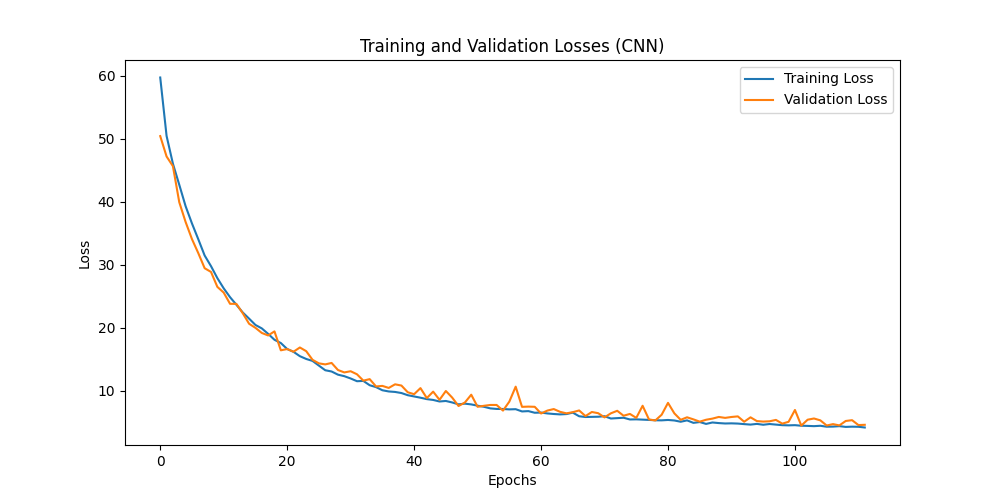 Training and Validation Losses (CNN)
Training Loss
Validation Loss
60
50
40
30
20
10
Loss
0 20 40 60 80 100
Epochs